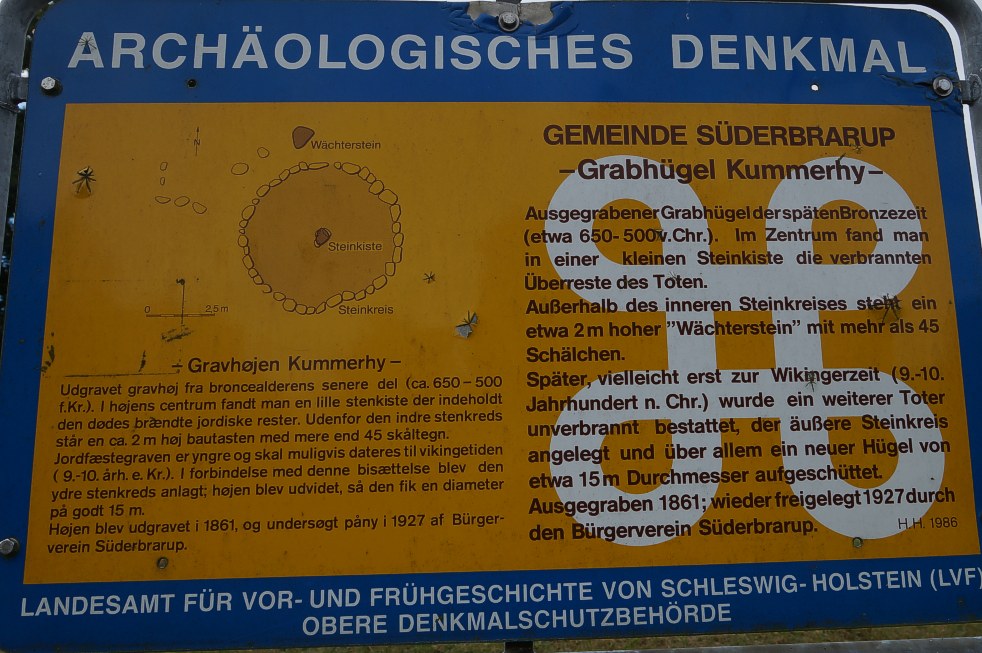 ARCHÄOLOGISCHES DENKMAL
N
Wächterstein
Steinkiste
Steinkreis
0 2,5m
– Gravhøjen Kummerhy –
Udgravet gravhøj fra broncealderens senere del (ca. 650 – 500
f.Kr.). I højens centrum fandt man en lille stenkiste der indeholdt
den dødes brændte jordiske rester. Udenfor den indre stenkreds
står en ca. 2 m høj bautasten med mere end 45 skåltegn.
Jordfæstegraven er yngre og skal muligvis dateres til vikingetiden
( 9.-10. årh. e. Kr.). I forbindelse med denne bisættelse blev den
ydre stenkreds anlagt; højen blev udvidet, så den fik en diameter
på godt 15 m.
Højen blev udgravet i 1861, og undersøgt påny i 1927 af Bürger-
verein Süderbrarup.
GEMEINDE SÜDERBRARUP
–Grabhügel Kummerhy–
Ausgegrabener Grabhügel der späten Bronzezeit
(etwa 650- 500 v. Chr.). Im Zentrum fand man
in einer kleinen Steinkiste die verbrannten
Überreste des Toten.
Außerhalb des inneren Steinkreises steht ein
etwa 2 m hoher "Wächterstein" mit mehr als 45
Schälchen.
Später, vielleicht erst zur Wikingerzeit (9.-10.
Jahrhundert n. Chr.) wurde ein weiterer Toter
unverbrannt bestattet, der äußere Steinkreis
angelegt und über allem ein neuer Hügel von
etwa 15 m Durchmesser aufgeschüttet.
Ausgegraben 1861; wieder freigelegt 1927 durch
den Bürgerverein Süderbrarup.
H.H. 1986
LANDESAMT FÜR VOR- UND FRÜHGESCHICHTE VON SCHLESWIG- HOLSTEIN (LVF)
OBERE DENKMALSCHUTZBEHÖRDE